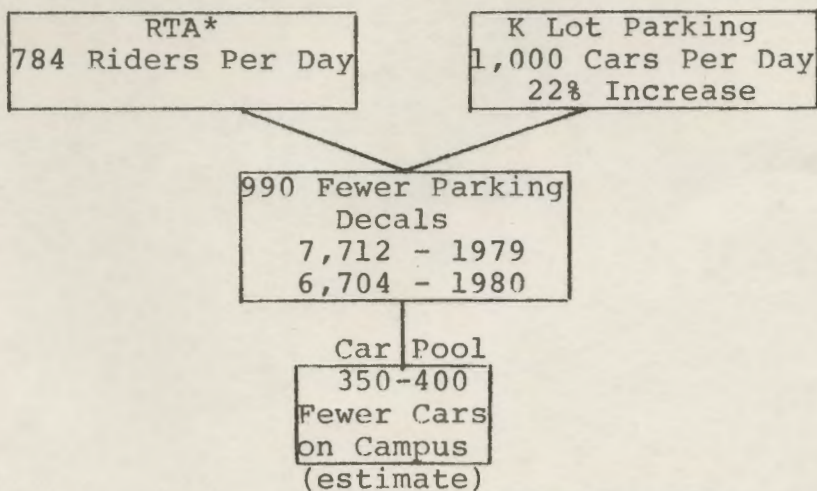 RTA*
784 Riders Per Day
K Lot Parking
1,000 Cars Per Day
22% Increase
990 Fewer Parking
Decals
7,712 - 1979
6,704 - 1980
Car Pool
350-400
Fewer Cars
on Campus
(estimate)